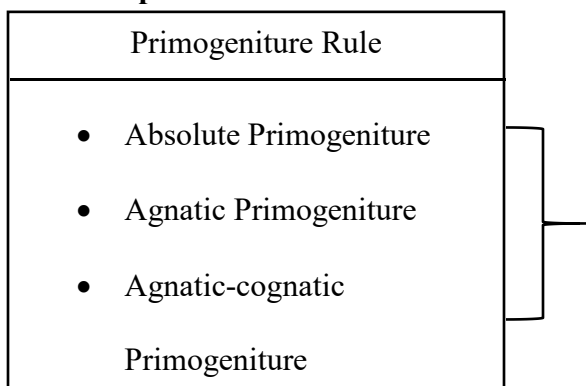 Primogeniture Rule
• Absolute Primogeniture
• Agnatic Primogeniture
• Agnatic-cognatic
Primogeniture